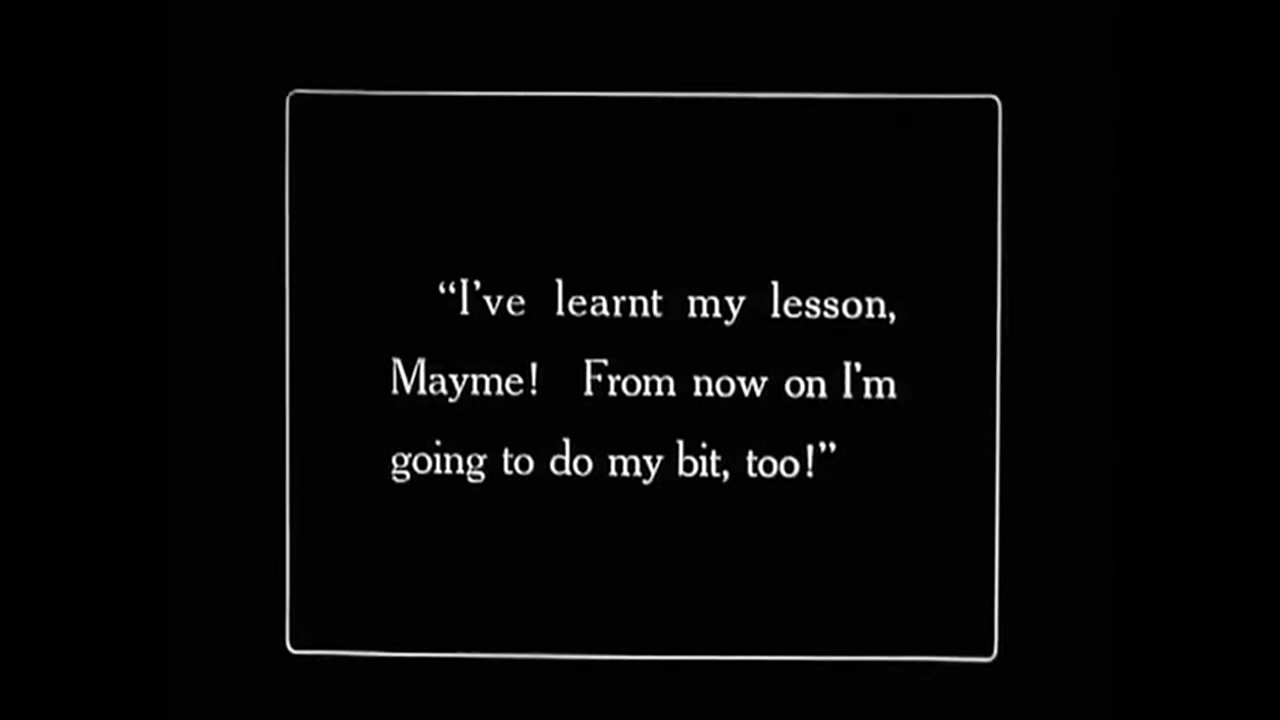 “I’ve learnt my lesson,
Mayme! From now on I’m
going to do my bit, too!”